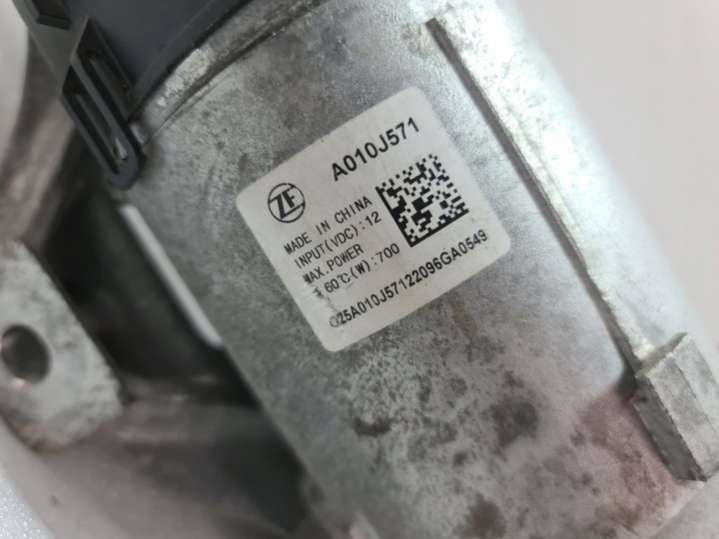 A010J571
ZF
MADE IN CHINA
INPUT(VDC):12
MAX.POWER
60℃(W):700
025A010J57122096GA0549